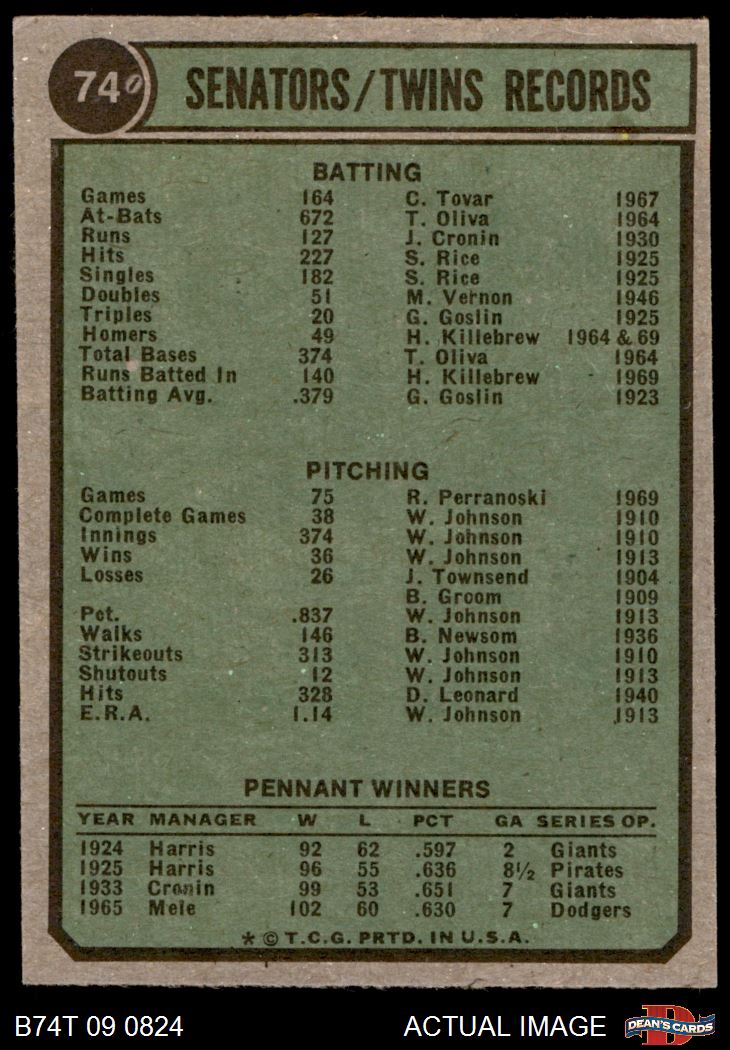 74
SENATORS/TWINS RECORDS
BATTING
Games 164 C. Tovar 1967
At-Bats 672 T. Oliva 1964
Runs 127 J. Cronin 1930
Hits 227 S. Rice 1925
Singles 182 S. Rice 1925
Doubles 51 M. Vernon 1946
Triples 20 G. Goslin 1925
Homers 49 H. Killebrew 1964 & 69
Total Bases 374 T. Oliva 1964
Runs Batted In 140 H. Killebrew 1969
Batting Avg. .379 G. Goslin 1923
PITCHING
Games 75 R. Perranoski 1969
Complete Games 38 W. Johnson 1910
Innings 374 W. Johnson 1910
Wins 36 W. Johnson 1913
Losses 26 J. Townsend 1904
B. Groom 1909
Pct. .837 W. Johnson 1913
Walks 146 B. Newsom 1936
Strikeouts 313 W. Johnson 1910
Shutouts 12 W. Johnson 1913
Hits 328 D. Leonard 1940
E.R.A. 1.14 W. Johnson 1913
PENNANT WINNERS
YEAR MANAGER W L PCT GA SERIES OP.
1924 Harris 92 62 .597 2 Giants
1925 Harris 96 55 .636 8½ Pirates
1933 Cronin 99 53 .651 7 Giants
1965 Mele 102 60 .630 7 Dodgers
* © T.C.G. PRTD. IN U.S.A.
B74T 09 0824 ACTUAL IMAGE
D
DEAN'S CARDS